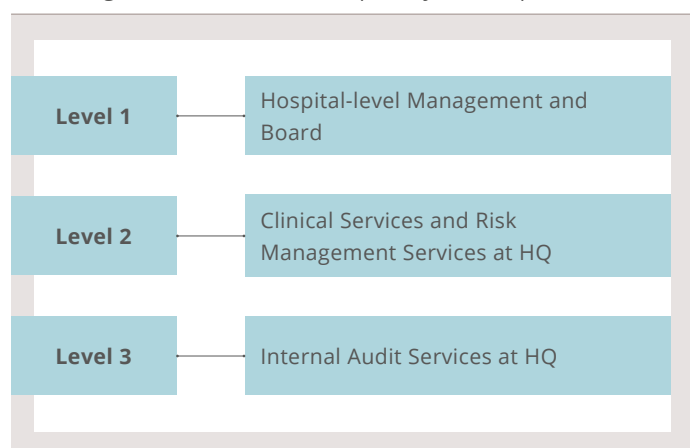 Level 1
Hospital-level Management and
Board
Level 2
Clinical Services and Risk
Management Services at HQ
Level 3
Internal Audit Services at HQ